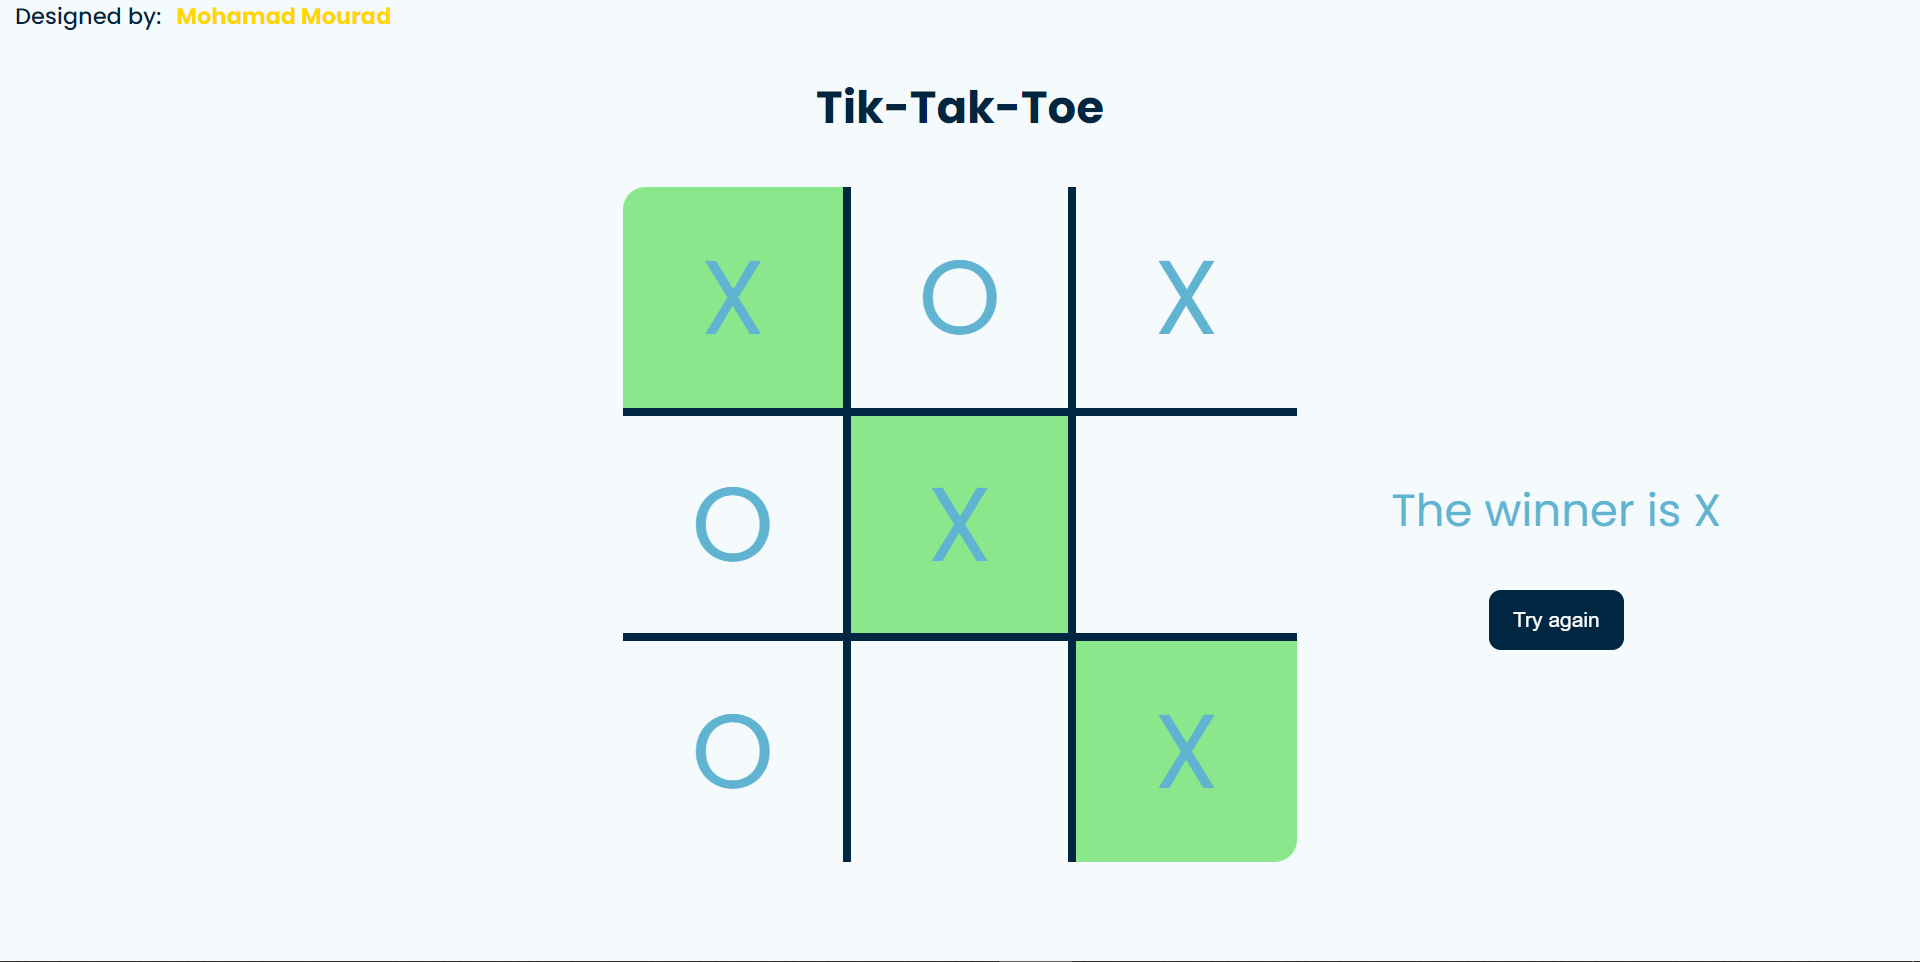 Designed by: Mohamad Mourad
Tik-Tak-Toe
X O X
O X
The winner is X
Try again
O X